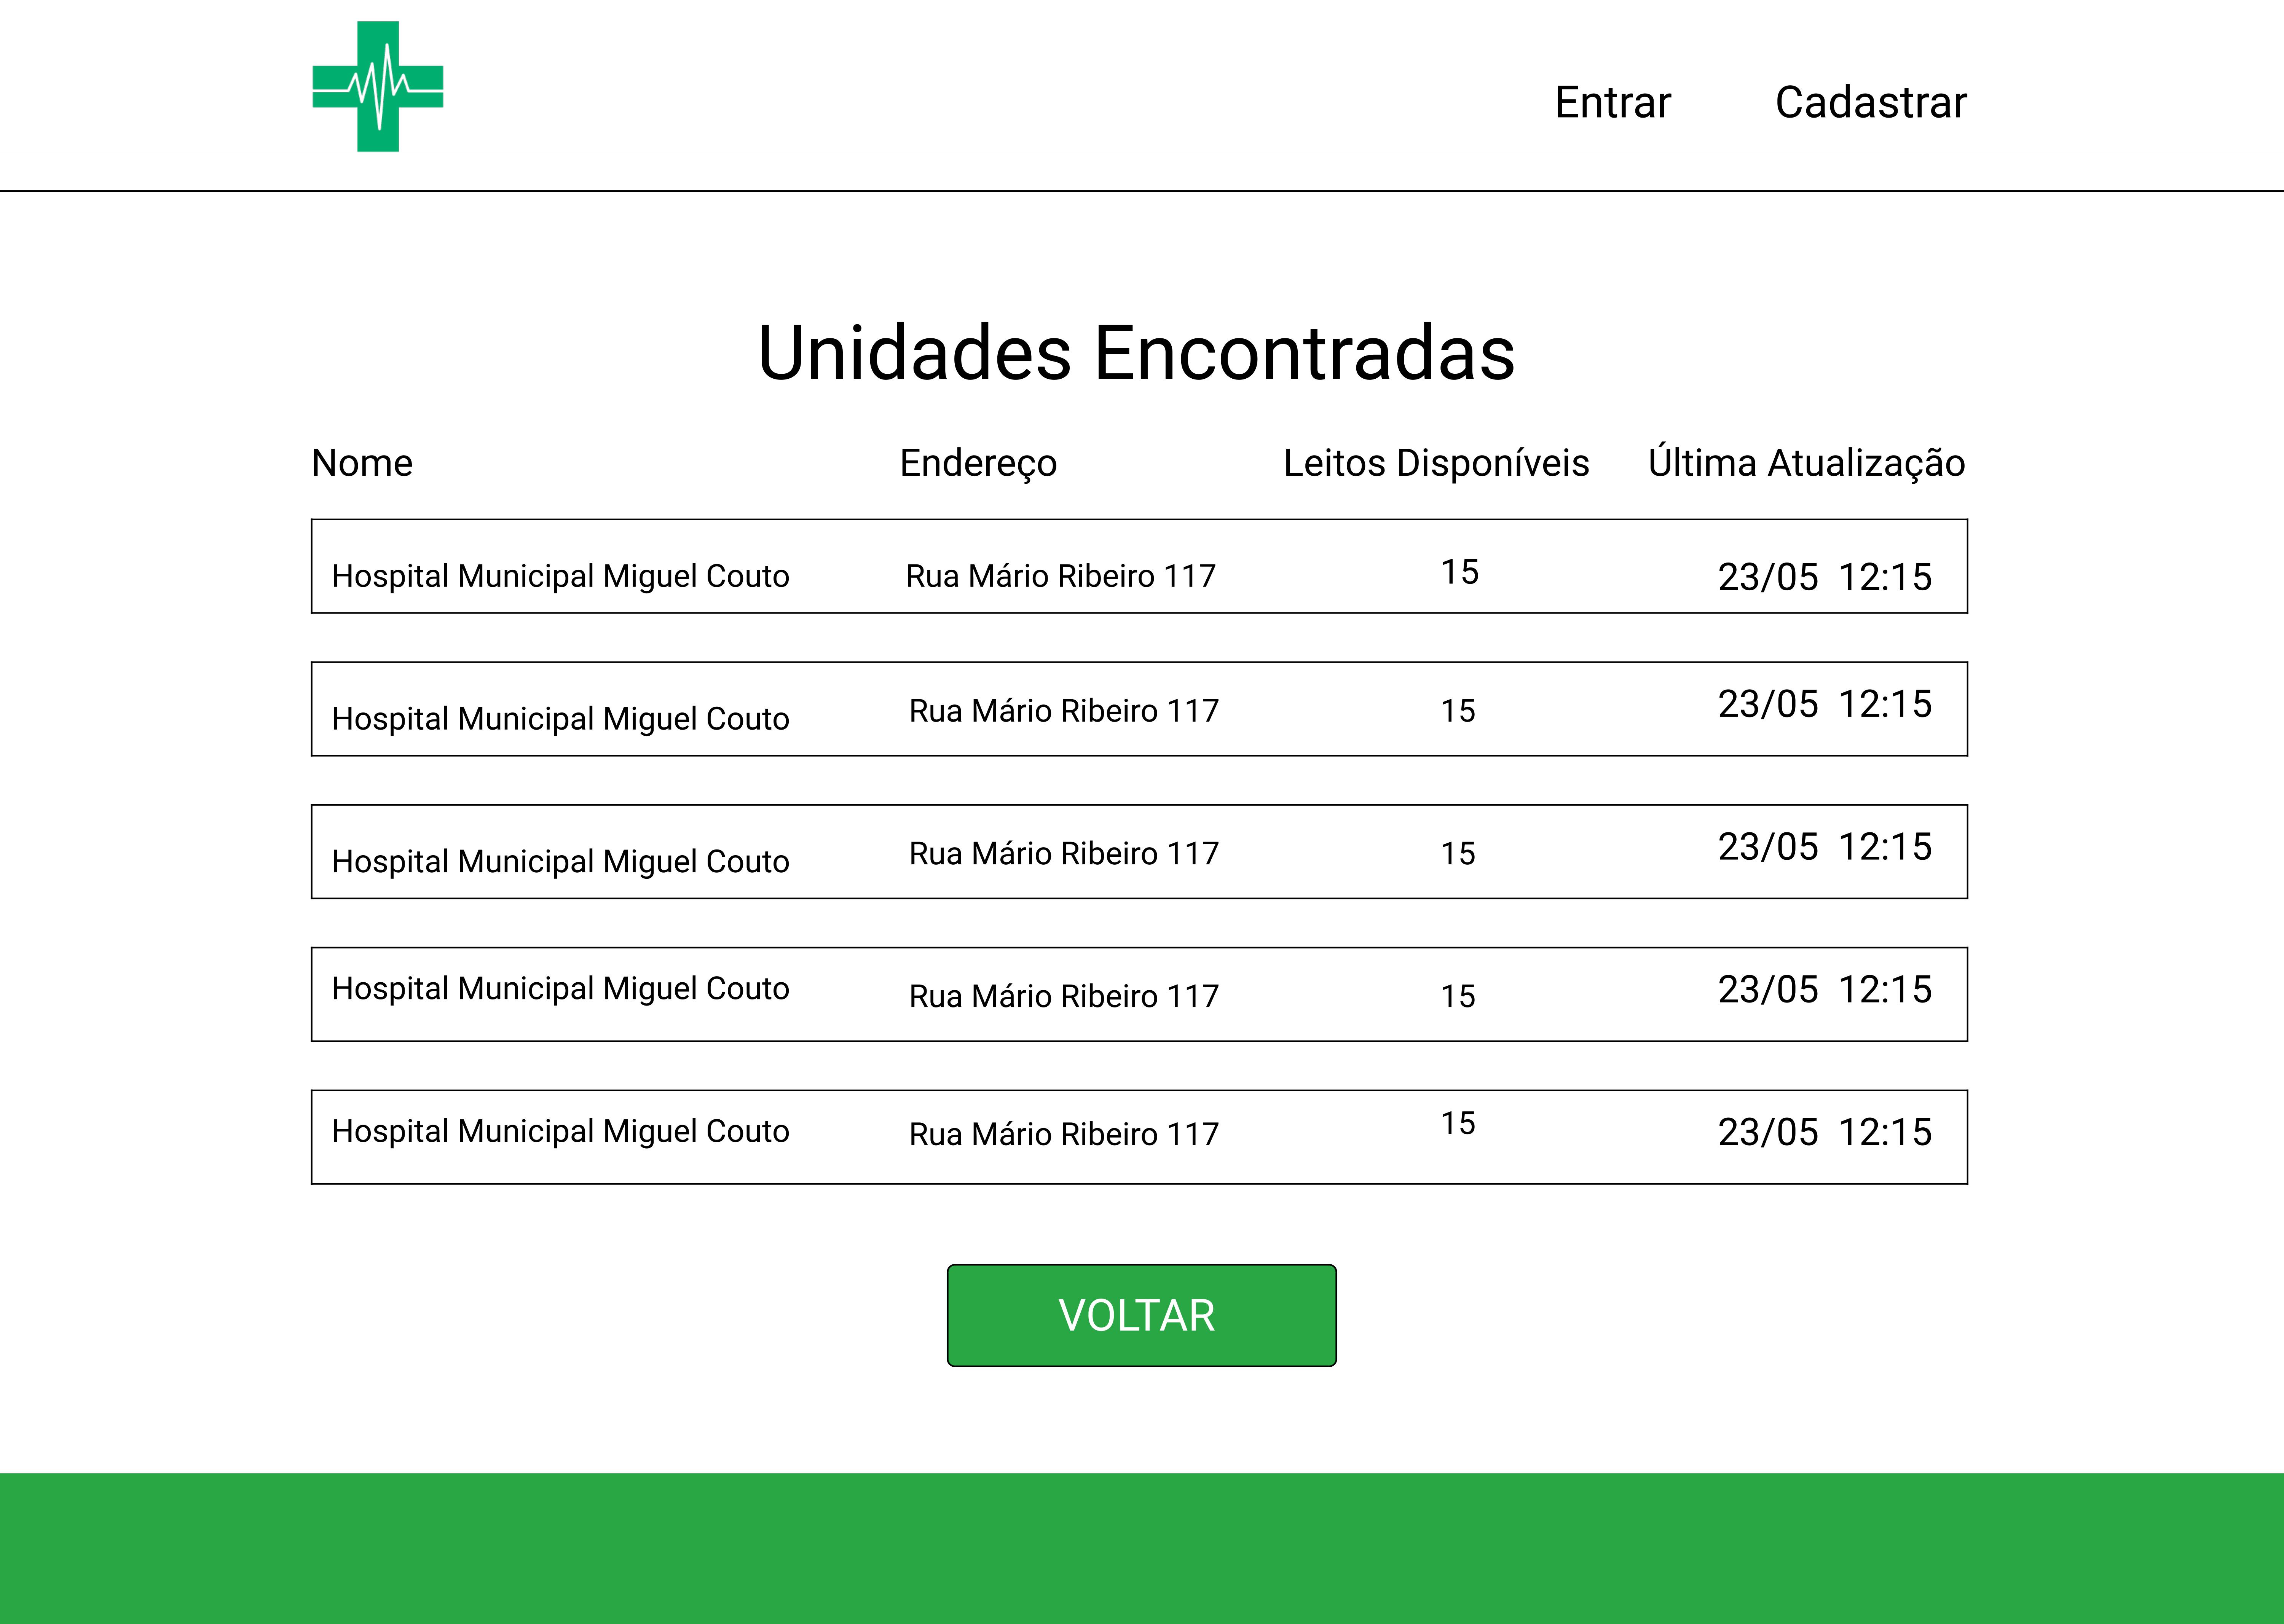 Entrar Cadastrar
Unidades Encontradas
Nome Endereço Leitos Disponíveis Última Atualização
Hospital Municipal Miguel Couto Rua Mário Ribeiro 117 15 23/05 12:15
Hospital Municipal Miguel Couto Rua Mário Ribeiro 117 15 23/05 12:15
Hospital Municipal Miguel Couto Rua Mário Ribeiro 117 15 23/05 12:15
Hospital Municipal Miguel Couto Rua Mário Ribeiro 117 15 23/05 12:15
Hospital Municipal Miguel Couto Rua Mário Ribeiro 117 15 23/05 12:15
VOLTAR